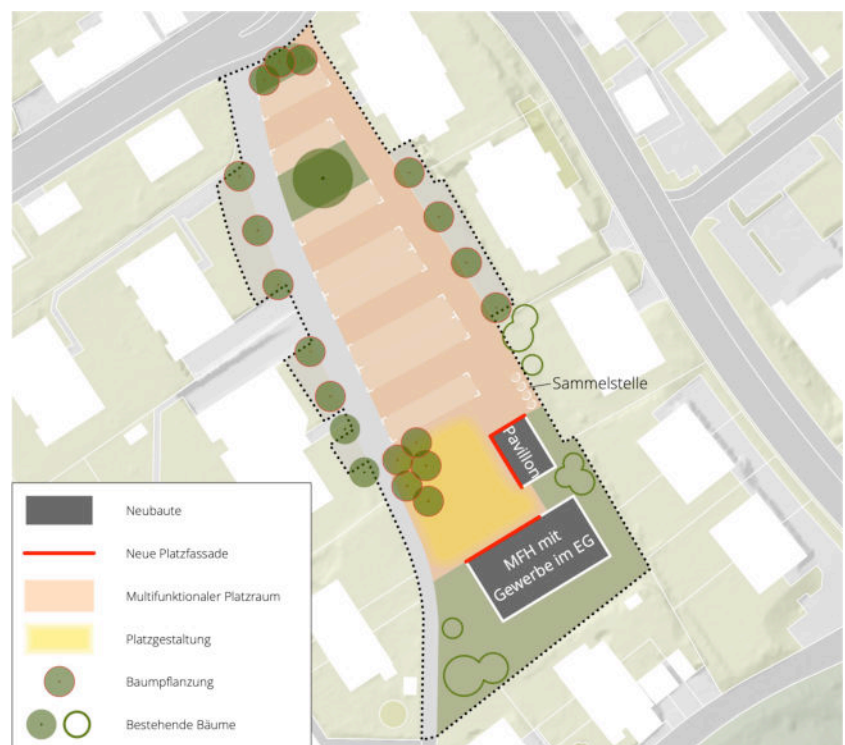 Sammelstelle
Pavillon
MFH mit
Gewerbe im EG
Neubaute
Neue Platzfassade
Multifunktionaler Platzraum
Platzgestaltung
Baumpflanzung
Bestehende Bäume